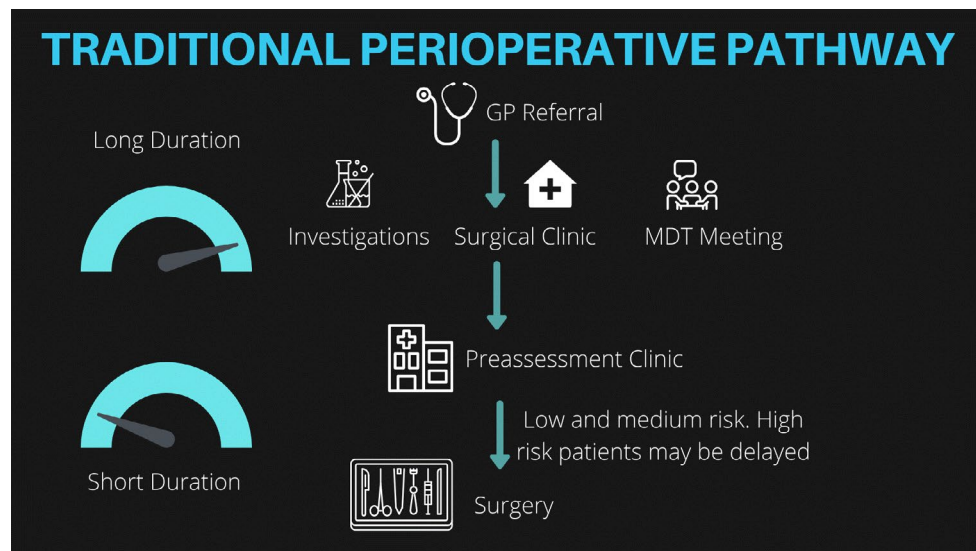 TRADITIONAL PERIOPERATIVE PATHWAY
GP Referral
Long Duration
Investigations
Surgical Clinic
MDT Meeting
Preassessment Clinic
Low and medium risk. High
risk patients may be delayed
Short Duration
Surgery